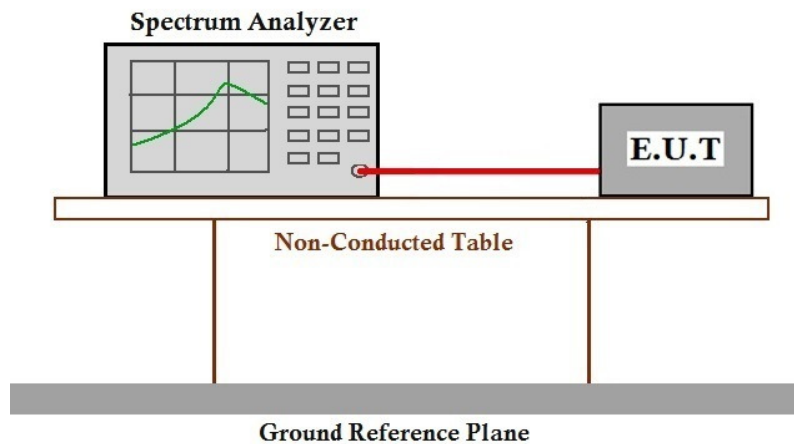 Spectrum Analyzer
E.U.T
Non-Conducted Table
Ground Reference Plane